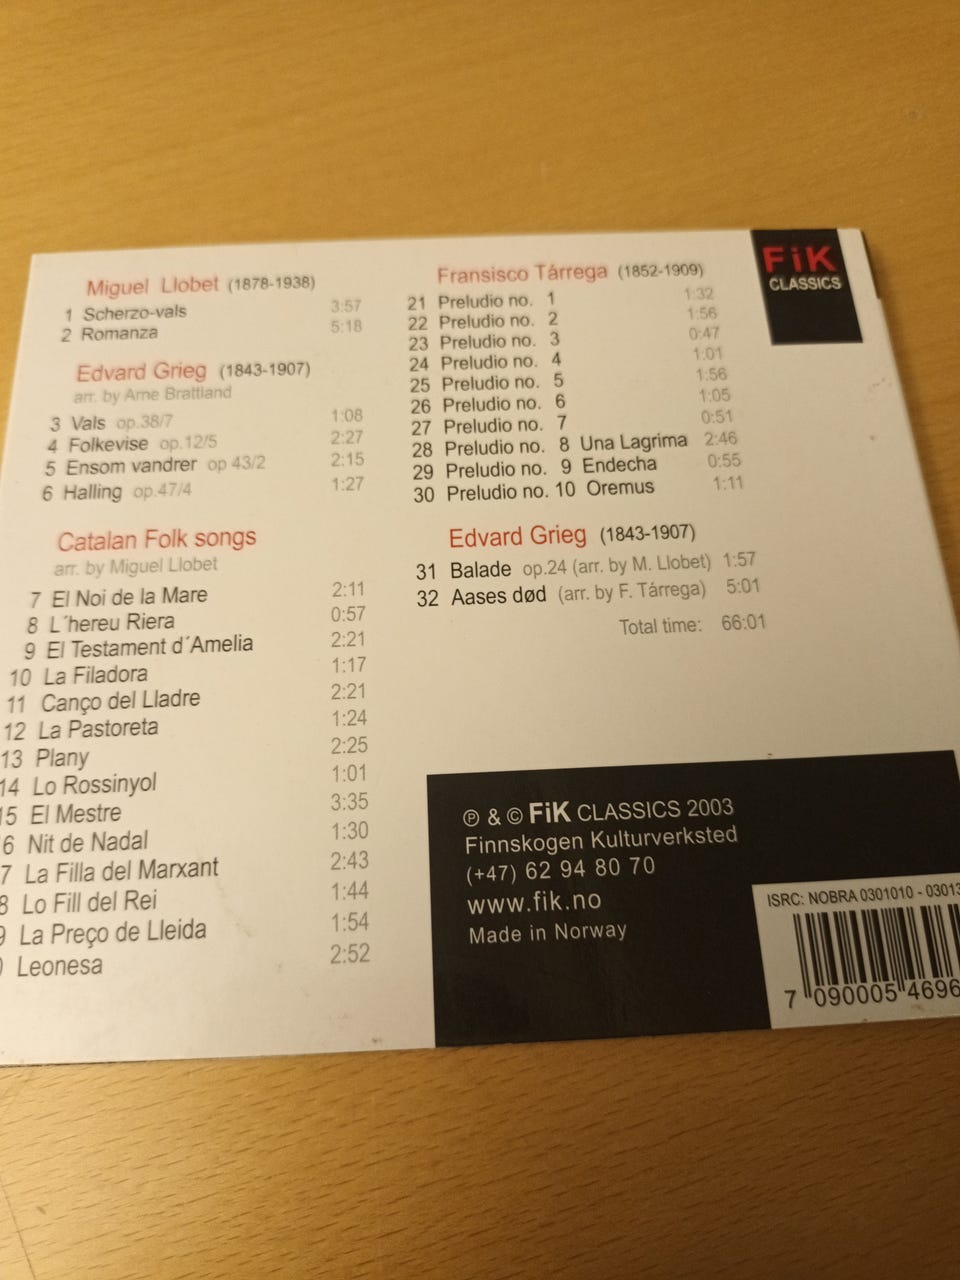 Miguel Llobet (1878-1938)
1 Scherzo-vals 3:57
2 Romanza 5:18
Edvard Grieg (1843-1907)
arr. by Arne Brattland
3 Vals op.38/7 1:08
4 Folkevise op.12/5 2:27
5 Ensom vandrer op 43/2 2:15
6 Halling op.47/4 1:27
Catalan Folk songs
arr. by Miguel Llobet
7 El Noi de la Mare 2:11
8 L´hereu Riera 0:57
9 El Testament d´Amelia 2:21
10 La Filadora 1:17
11 Canço del Lladre 2:21
12 La Pastoreta 1:24
13 Plany 2:25
14 Lo Rossinyol 1:01
15 El Mestre 3:35
6 Nit de Nadal 1:30
7 La Filla del Marxant 2:43
8 Lo Fill del Rei 1:44
9 La Preço de Lleida 1:54
Leonesa 2:52
Fransisco Tárrega (1852-1909)
21 Preludio no. 1 1:32
22 Preludio no. 2 1:56
23 Preludio no. 3 0:47
24 Preludio no. 4 1:01
25 Preludio no. 5 1:56
26 Preludio no. 6 1:05
27 Preludio no. 7 0:51
28 Preludio no. 8 Una Lagrima 2:46
29 Preludio no. 9 Endecha 0:55
30 Preludio no. 10 Oremus 1:11
Edvard Grieg (1843-1907)
31 Balade op.24 (arr. by M. Llobet) 1:57
32 Aases død (arr. by F. Tárrega) 5:01
Total time: 66:01
FiK
CLASSICS
℗ & © FiK CLASSICS 2003
Finnskogen Kulturverksted
(+47) 62 94 80 70
www.fik.no
Made in Norway
ISRC: NOBRA 0301010 - 03013
7 090005 4696